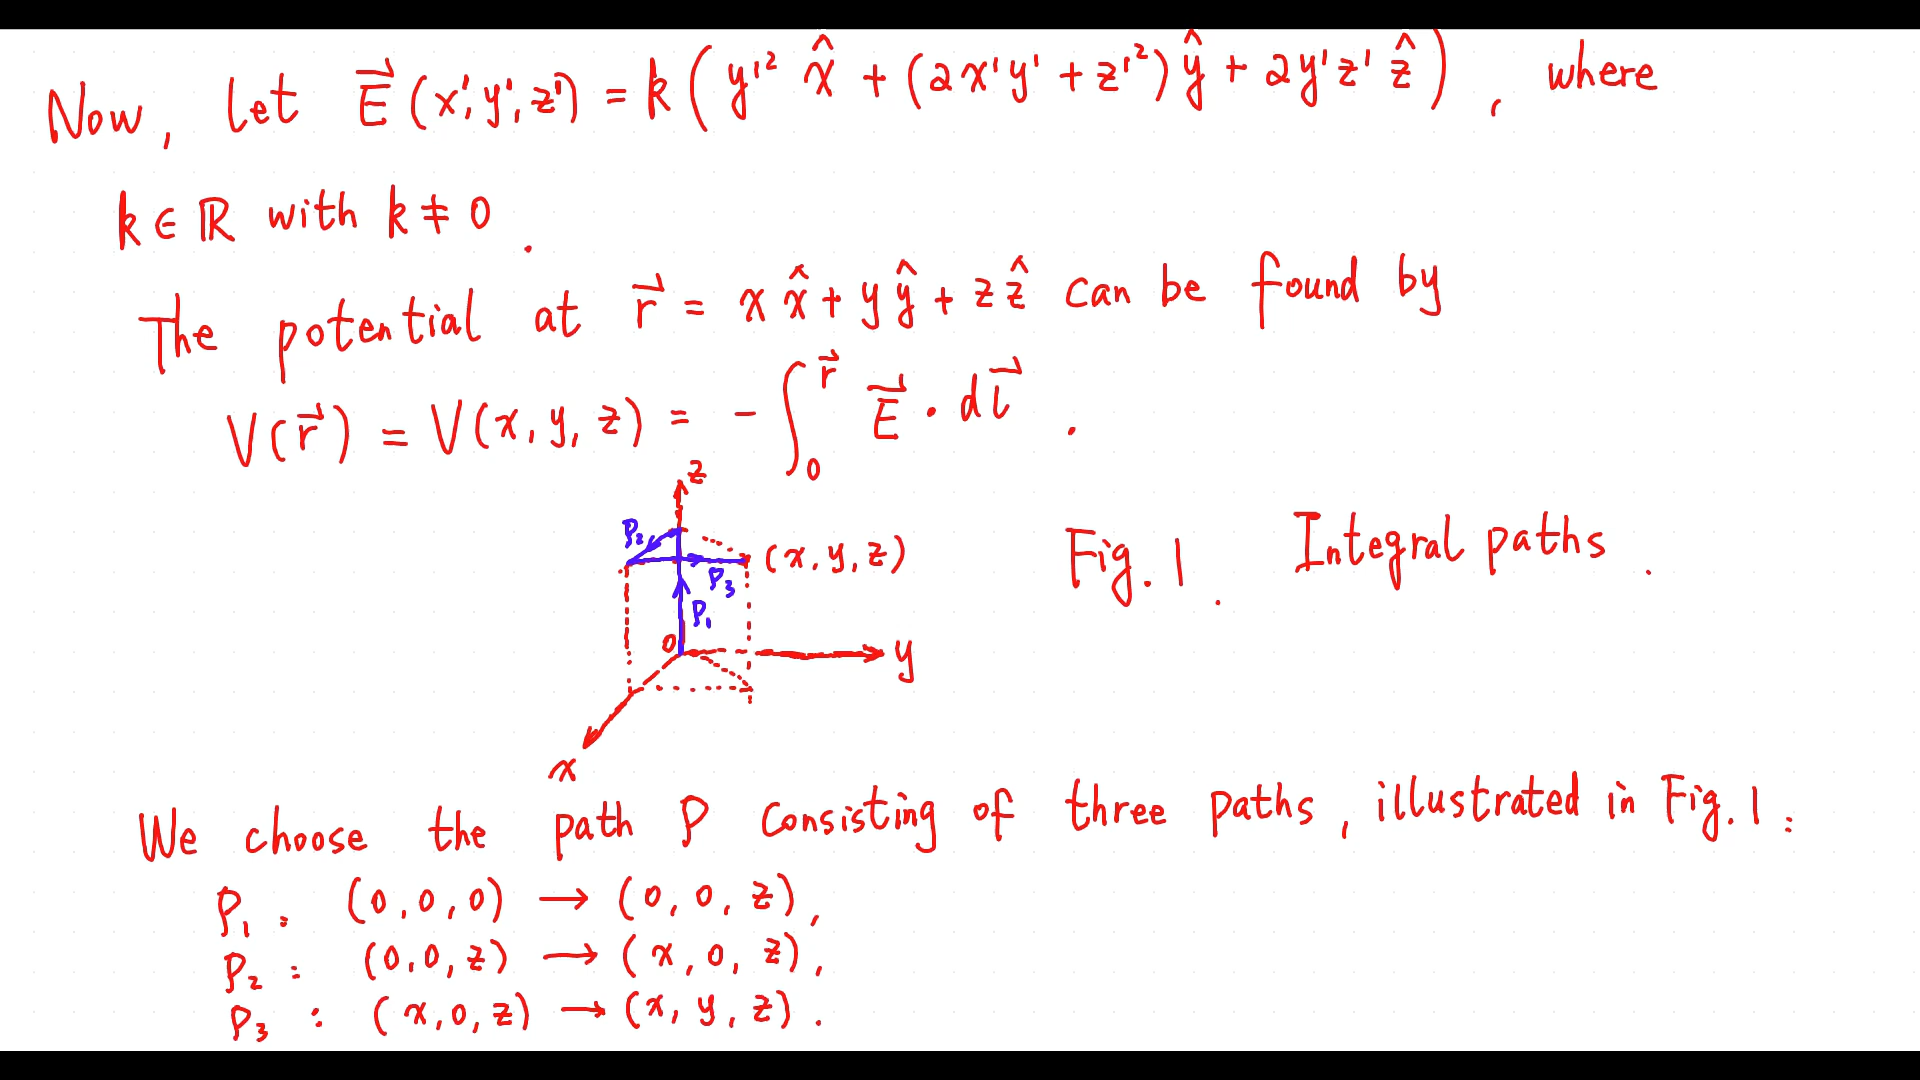 Now, let E⃗(x',y',z') = k(y'² x̂ + (2x'y' + z'²)ŷ + 2y'z' ẑ), where
k ∈ ℝ with k ≠ 0.
The potential at r⃗ = x x̂ + y ŷ + z ẑ can be found by
V(r⃗) = V(x, y, z) = - ∫₀^r⃗ E⃗ · dl⃗.
z
P₂
(x, y, z)
P₃
P₁
0
y
x
Fig. 1. Integral paths.
We choose the path P consisting of three paths, illustrated in Fig. 1:
P₁: (0,0,0) → (0,0,z),
P₂: (0,0,z) → (x,0,z),
P₃: (x,0,z) → (x,y,z).